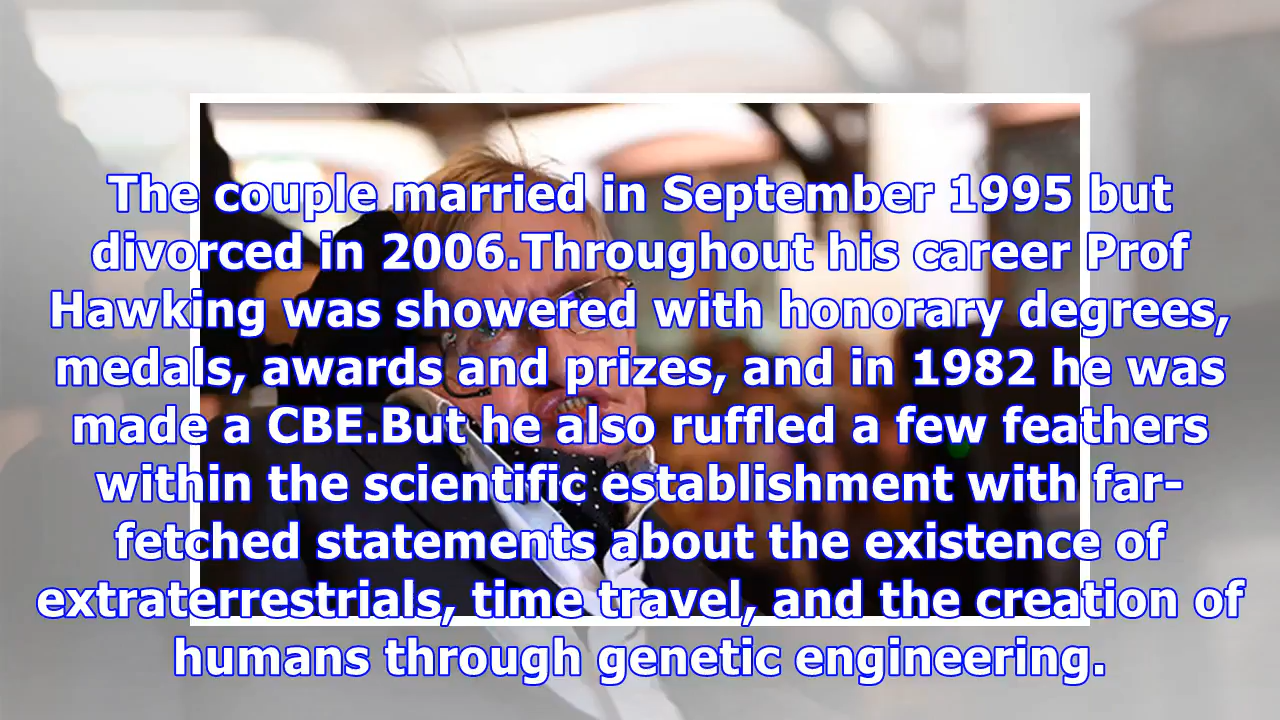 The couple married in September 1995 but
divorced in 2006.Throughout his career Prof
Hawking was showered with honorary degrees,
medals, awards and prizes, and in 1982 he was
made a CBE.But he also ruffled a few feathers
within the scientific establishment with far-
fetched statements about the existence of
extraterrestrials, time travel, and the creation of
humans through genetic engineering.